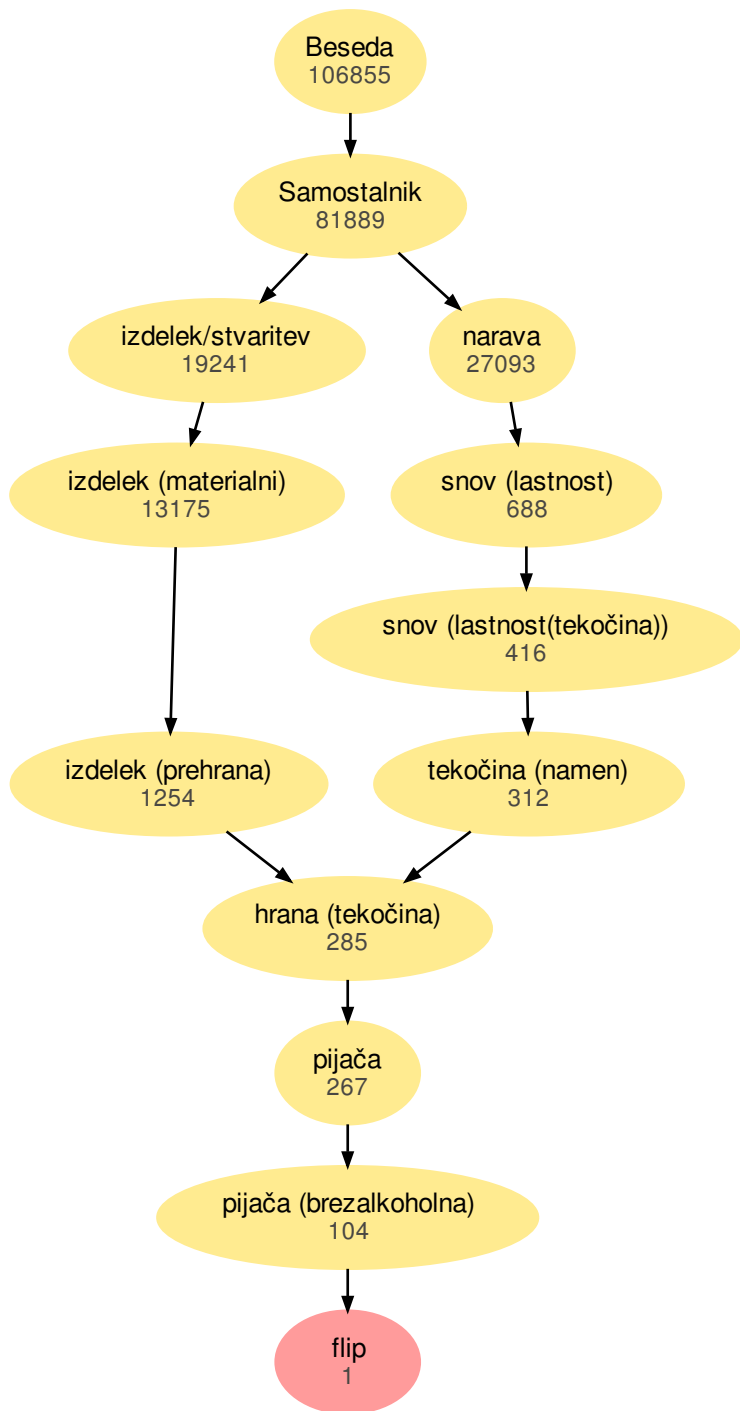 Beseda
106855
Samostalnik
81889
izdelek/stvaritev
19241
narava
27093
izdelek (materialni)
13175
snov (lastnost)
688
snov (lastnost(tekočina))
416
izdelek (prehrana)
1254
tekočina (namen)
312
hrana (tekočina)
285
pijača
267
pijača (brezalkoholna)
104
flip
1